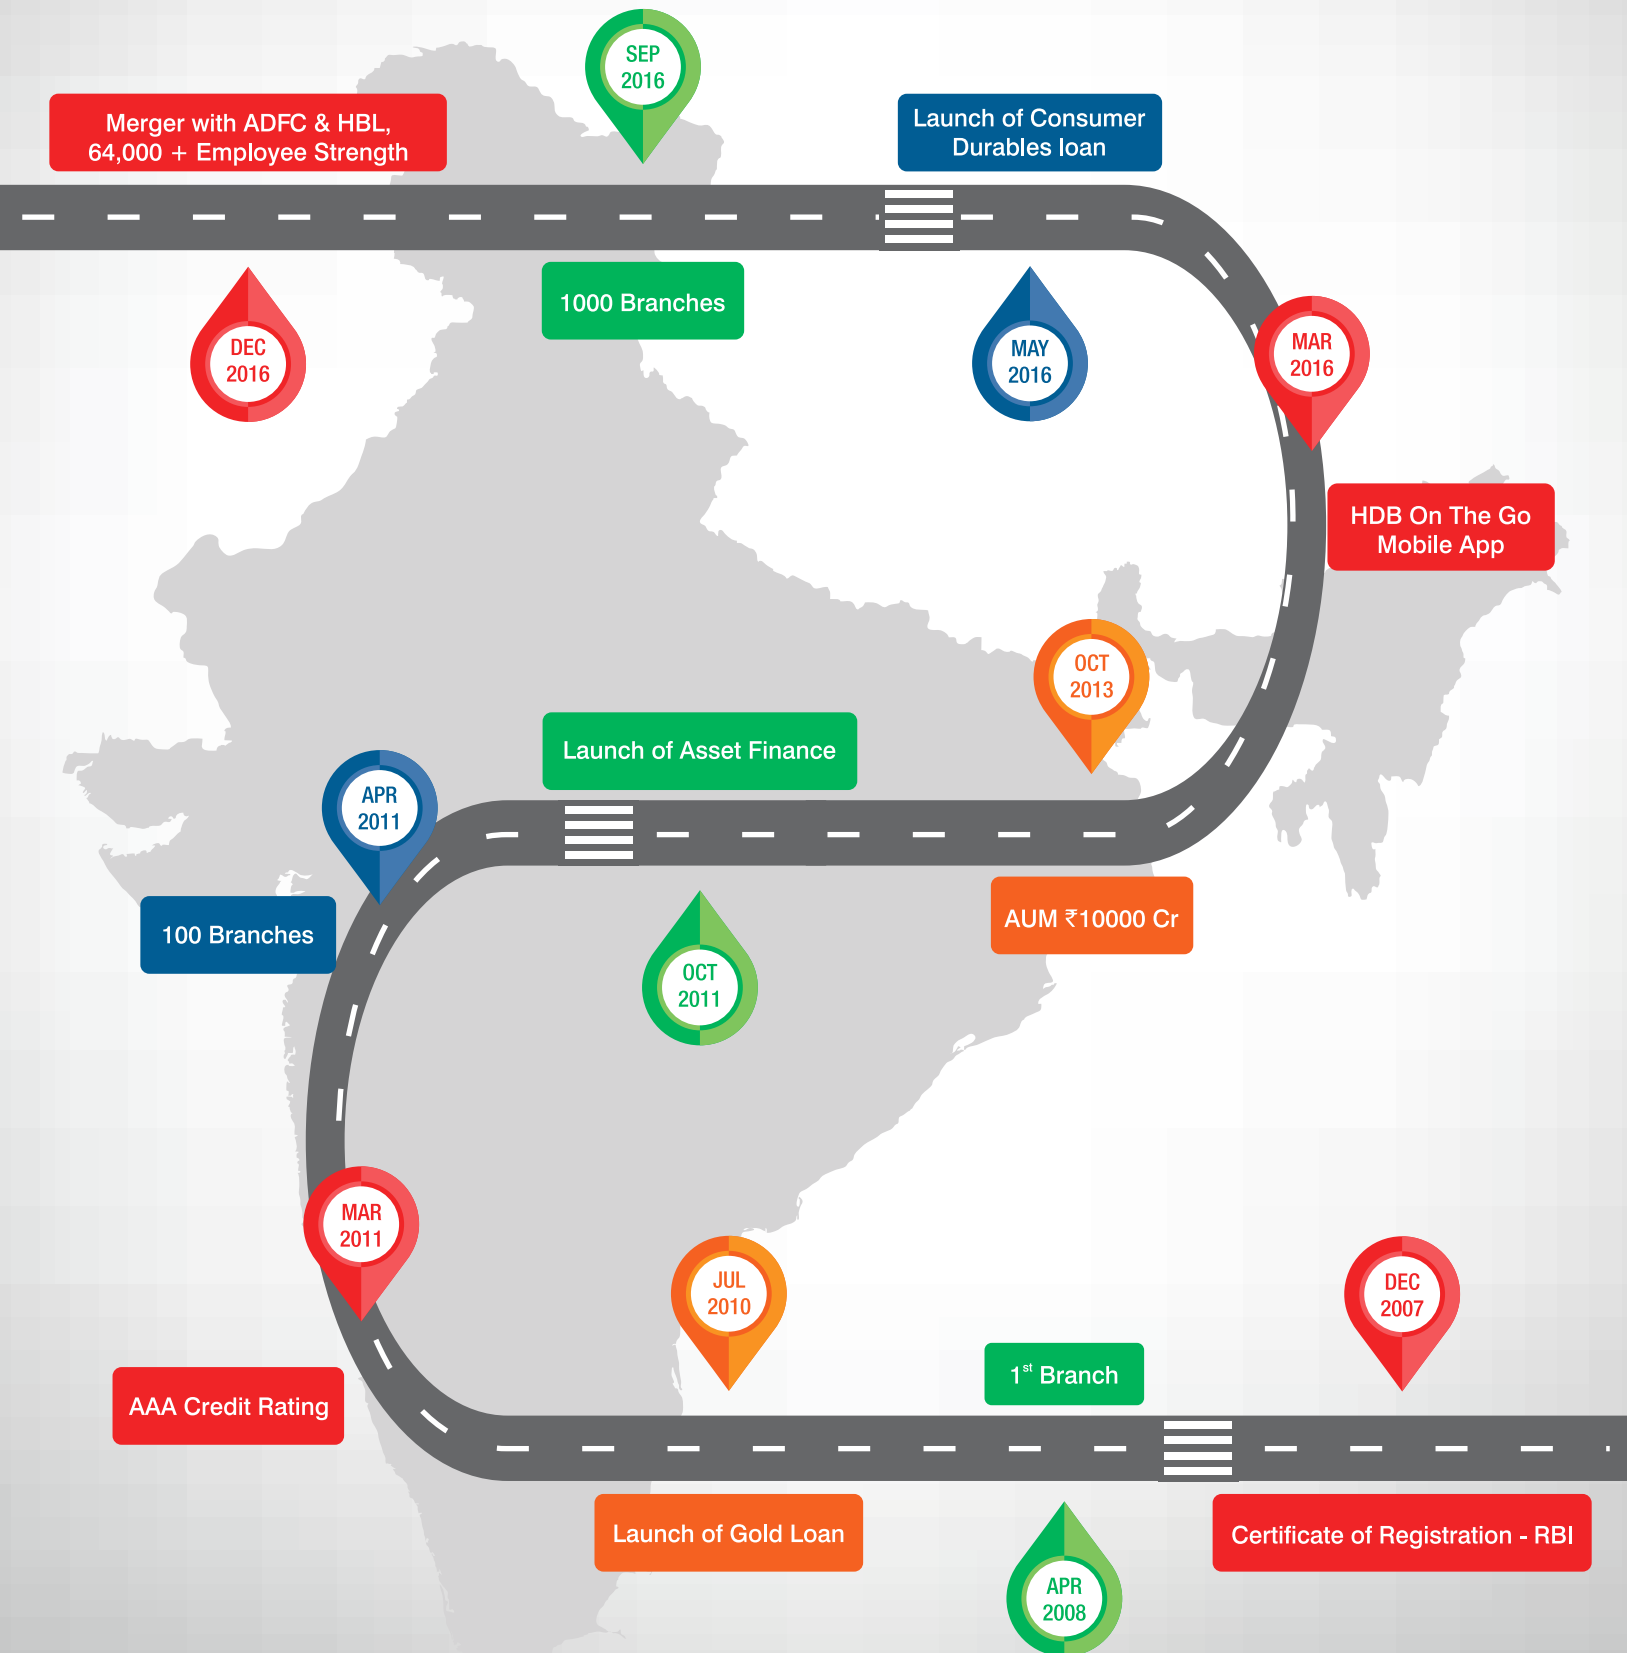 SEP
2016
Merger with ADFC & HBL,
64,000 + Employee Strength
Launch of Consumer
Durables loan
1000 Branches
DEC
2016
MAY
2016
MAR
2016
HDB On The Go
Mobile App
OCT
2013
Launch of Asset Finance
APR
2011
100 Branches
AUM ₹10000 Cr
OCT
2011
MAR
2011
JUL
2010
DEC
2007
AAA Credit Rating
1st Branch
Launch of Gold Loan
Certificate of Registration - RBI
APR
2008